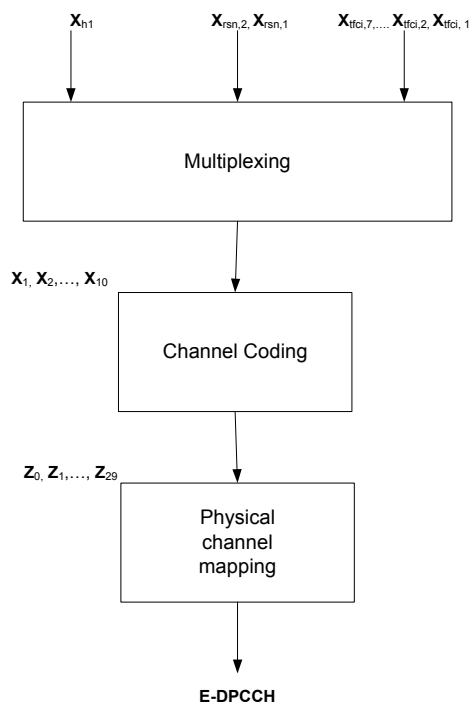 Xh1
Xrsn,2, Xrsn,1
Xtfci,7,.... Xtfci,2, Xtfci, 1
Multiplexing
X1, X2,…, X10
Channel Coding
Z0, Z1,…, Z29
Physical
channel
mapping
E-DPCCH